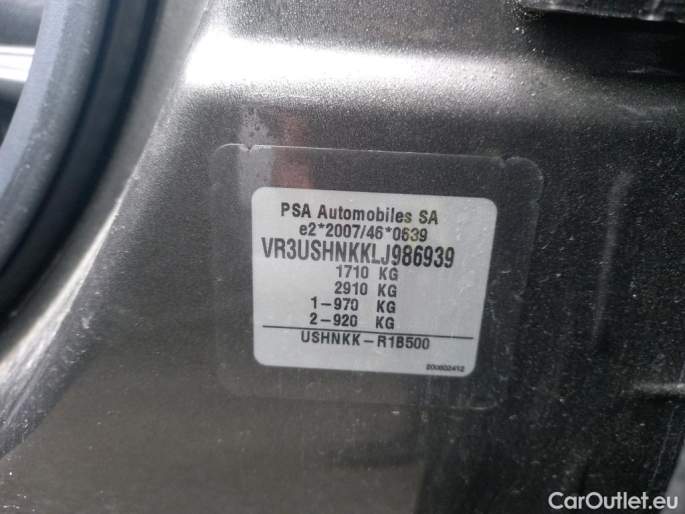 PSA Automobiles SA
e2*2007/46*0639
VR3USHNKKLJ986939
1710 KG
2910 KG
1-970 KG
2-920 KG
USHNKK-R1B500
200602412
CarOutlet.eu